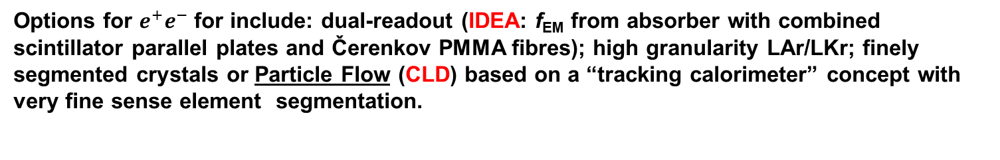 Options for e⁺e⁻ for include: dual-readout (IDEA: fEM from absorber with combined
scintillator parallel plates and Čerenkov PMMA fibres); high granularity LAr/LKr; finely
segmented crystals or Particle Flow (CLD) based on a “tracking calorimeter” concept with
very fine sense element segmentation.